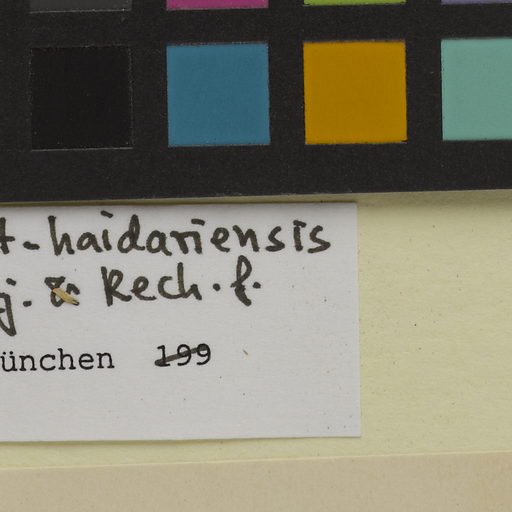 t-haidariensis
j. & Rech. f.
ünchen 199